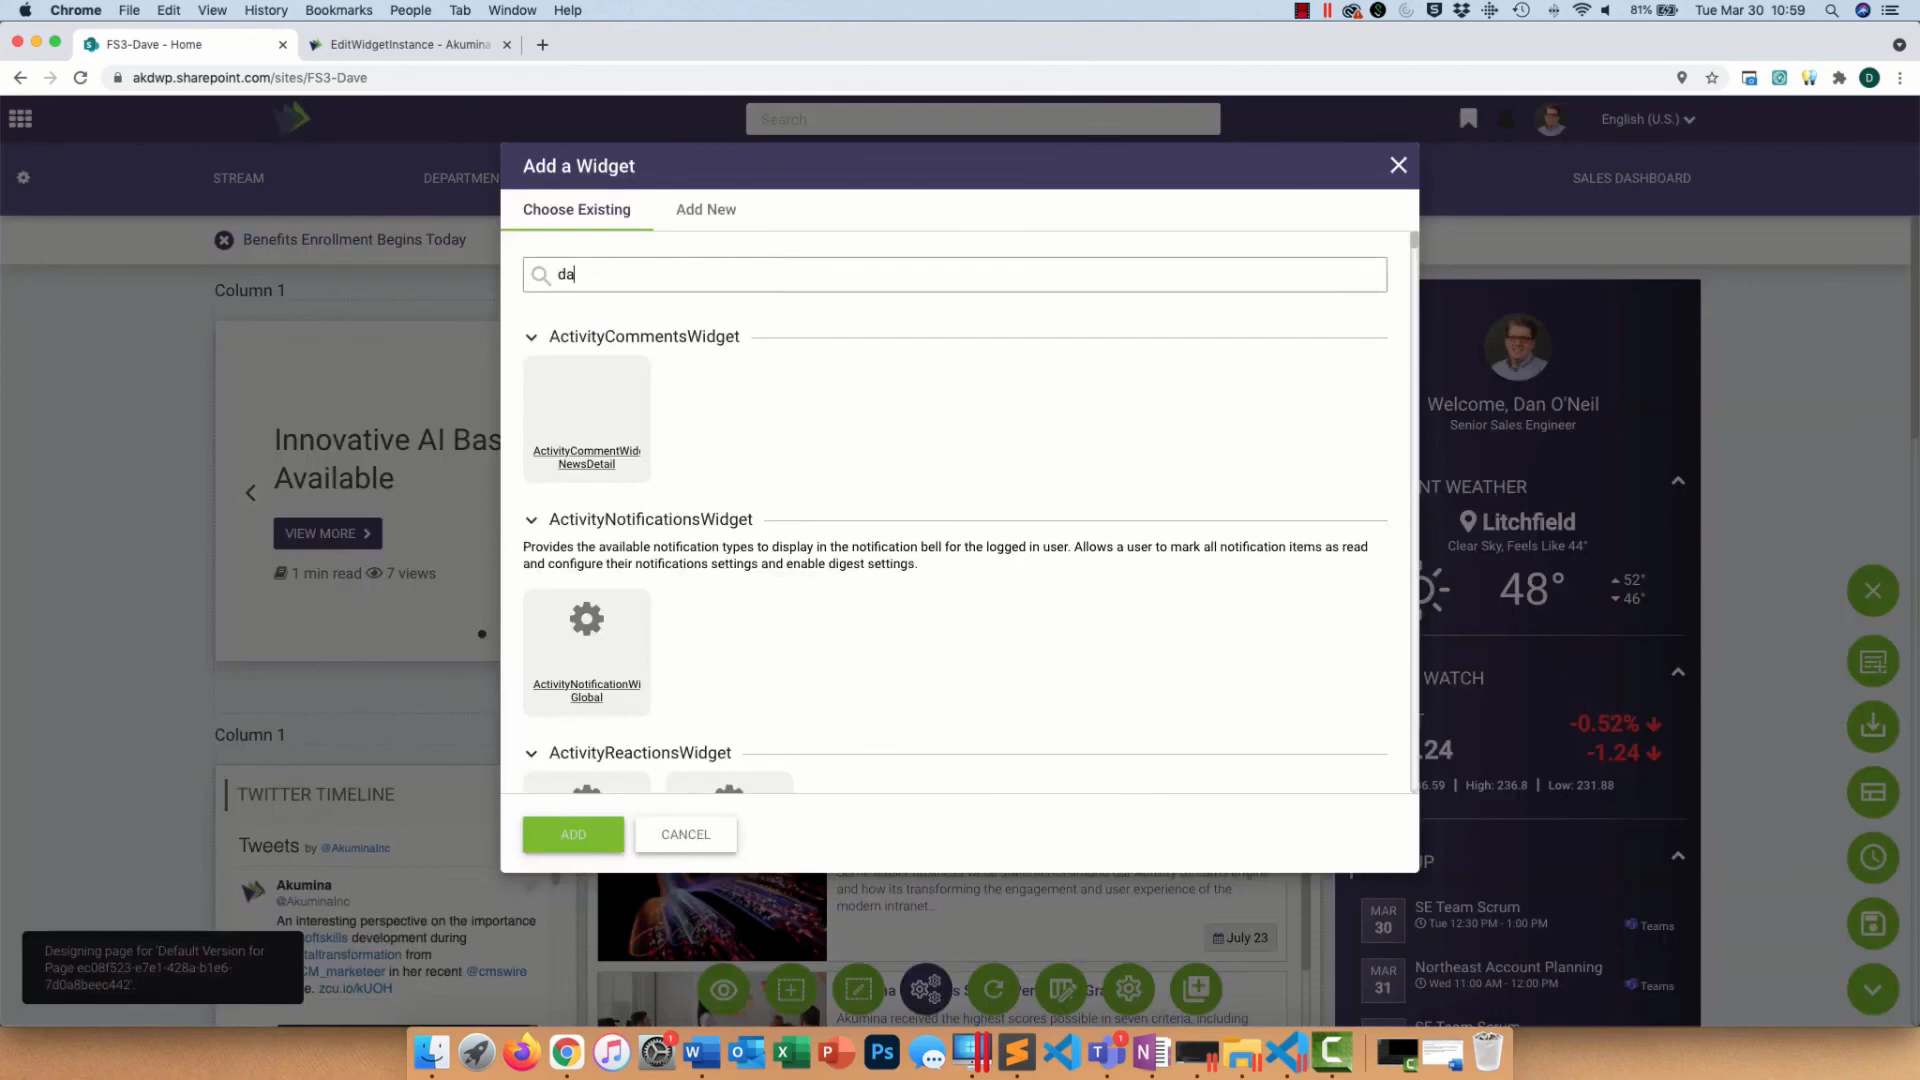 Chrome File Edit View History Bookmarks People Tab Window Help
81% Tue Mar 30 10:59
FS3-Dave - Home
EditWidgetInstance - Akumina
akdwp.sharepoint.com/sites/FS3-Dave
D
Search
English (U.S.)
STREAM
SALES DASHBOARD
Benefits Enrollment Begins Today
Column 1
Innovative AI Bas
Available
VIEW MORE
1 min read 7 views
Column 1
TWITTER TIMELINE
Tweets by @AkuminaInc
Akumina
@AkuminaInc
An interesting perspective on the importance
oftskills development during
taltransformation from
CM_marketeer in her recent @cmswire
e. zcu.io/kUOH
Designing page for 'Default Version for
Page ec08f523-e7e1-428a-b1e6-
7d0a8beec442'.
Add a Widget
Choose Existing
Add New
da
ActivityCommentsWidget
ActivityCommentWid
NewsDetail
ActivityNotificationsWidget
Provides the available notification types to display in the notification bell for the logged in user. Allows a user to mark all notification items as read
and configure their notifications settings and enable digest settings.
ActivityNotificationWi
Global
ActivityReactionsWidget
ADD
CANCEL
and how its transforming the engagement and user experience of the
modern intranet...
July 23
Akumina received the highest scores possible in seven criteria, including
Welcome, Dan O'Neil
Senior Sales Engineer
NT WEATHER
Litchfield
Clear Sky, Feels Like 44°
48°
52°
46°
WATCH
.24
-0.52%
-1.24
36.59 | High: 236.8 | Low: 231.88
UP
MAR
30
SE Team Scrum
Tue 12:30 PM - 1:00 PM
Teams
MAR
31
Northeast Account Planning
Wed 11:00 AM - 12:00 PM
Teams
SE Team Scrum